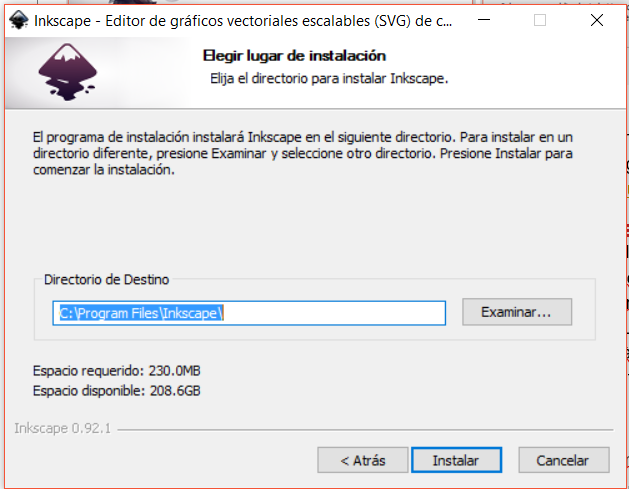 Inkscape - Editor de gráficos vectoriales escalables (SVG) de c...
Elegir lugar de instalación
Elija el directorio para instalar Inkscape.
El programa de instalación instalará Inkscape en el siguiente directorio. Para instalar en un
directorio diferente, presione Examinar y seleccione otro directorio. Presione Instalar para
comenzar la instalación.
Directorio de Destino
C:\Program Files\Inkscape\
Examinar...
Espacio requerido: 230.0MB
Espacio disponible: 208.6GB
Inkscape 0.92.1
< Atrás
Instalar
Cancelar